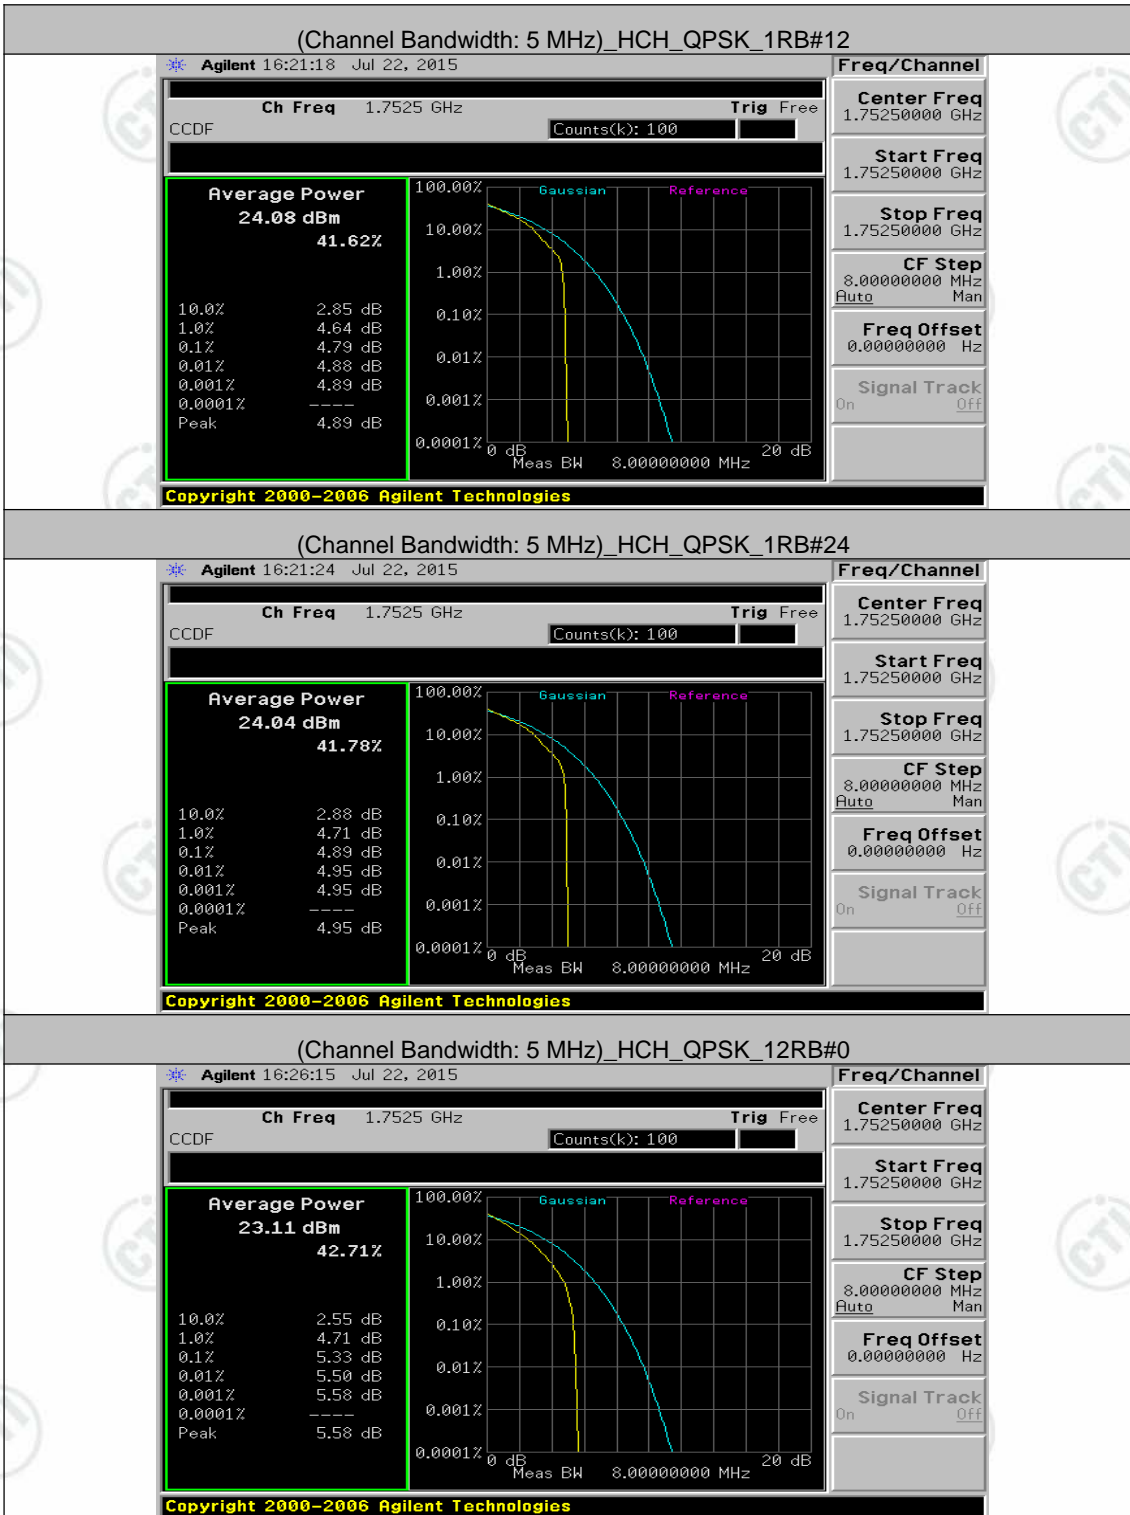 (Channel Bandwidth: 5 MHz)_HCH_QPSK_1RB#12
Agilent 16:21:18 Jul 22, 2015
Freq/Channel
Ch Freq 1.7525 GHz Trig Free
CCDF Counts(k): 100
Average Power
24.08 dBm
41.62%
10.0% 2.85 dB
1.0% 4.64 dB
0.1% 4.79 dB
0.01% 4.88 dB
0.001% 4.89 dB
0.0001% ----
Peak 4.89 dB
100.00% Gaussian Reference
10.00%
1.00%
0.10%
0.01%
0.001%
0.0001%
0 dB 20 dB
Meas BW 8.00000000 MHz
Center Freq
1.75250000 GHz
Start Freq
1.75250000 GHz
Stop Freq
1.75250000 GHz
CF Step
8.00000000 MHz
Auto Man
Freq Offset
0.00000000 Hz
Signal Track
On Off
Copyright 2000-2006 Agilent Technologies
(Channel Bandwidth: 5 MHz)_HCH_QPSK_1RB#24
Agilent 16:21:24 Jul 22, 2015
Freq/Channel
Ch Freq 1.7525 GHz Trig Free
CCDF Counts(k): 100
Average Power
24.04 dBm
41.78%
10.0% 2.88 dB
1.0% 4.71 dB
0.1% 4.89 dB
0.01% 4.95 dB
0.001% 4.95 dB
0.0001% ----
Peak 4.95 dB
100.00% Gaussian Reference
10.00%
1.00%
0.10%
0.01%
0.001%
0.0001%
0 dB 20 dB
Meas BW 8.00000000 MHz
Center Freq
1.75250000 GHz
Start Freq
1.75250000 GHz
Stop Freq
1.75250000 GHz
CF Step
8.00000000 MHz
Auto Man
Freq Offset
0.00000000 Hz
Signal Track
On Off
Copyright 2000-2006 Agilent Technologies
(Channel Bandwidth: 5 MHz)_HCH_QPSK_12RB#0
Agilent 16:26:15 Jul 22, 2015
Freq/Channel
Ch Freq 1.7525 GHz Trig Free
CCDF Counts(k): 100
Average Power
23.11 dBm
42.71%
10.0% 2.55 dB
1.0% 4.71 dB
0.1% 5.33 dB
0.01% 5.50 dB
0.001% 5.58 dB
0.0001% ----
Peak 5.58 dB
100.00% Gaussian Reference
10.00%
1.00%
0.10%
0.01%
0.001%
0.0001%
0 dB 20 dB
Meas BW 8.00000000 MHz
Center Freq
1.75250000 GHz
Start Freq
1.75250000 GHz
Stop Freq
1.75250000 GHz
CF Step
8.00000000 MHz
Auto Man
Freq Offset
0.00000000 Hz
Signal Track
On Off
Copyright 2000-2006 Agilent Technologies
CTI
CTI
CTI
CTI
CTI
CTI
CTI
CTI